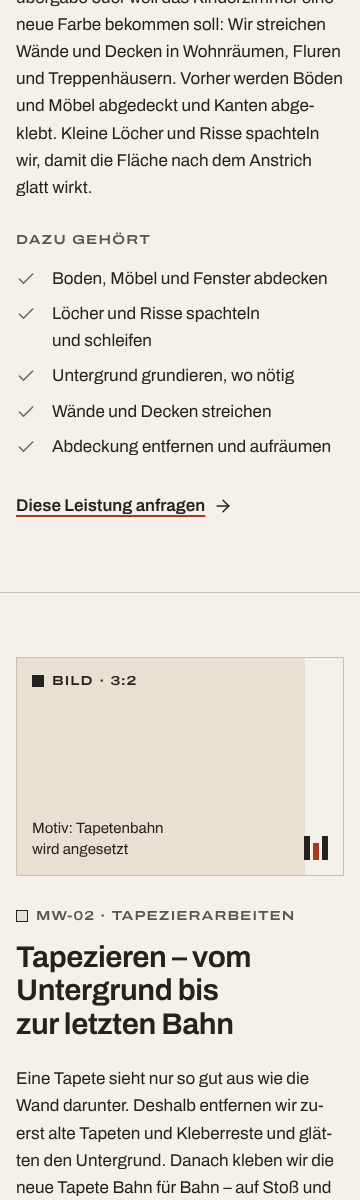 übergabe oder weil das Kinderzimmer eine
neue Farbe bekommen soll: Wir streichen
Wände und Decken in Wohnräumen, Fluren
und Treppenhäusern. Vorher werden Böden
und Möbel abgedeckt und Kanten abge-
klebt. Kleine Löcher und Risse spachteln
wir, damit die Fläche nach dem Anstrich
glatt wirkt.
DAZU GEHÖRT
Boden, Möbel und Fenster abdecken
Löcher und Risse spachteln
und schleifen
Untergrund grundieren, wo nötig
Wände und Decken streichen
Abdeckung entfernen und aufräumen
Diese Leistung anfragen →
BILD · 3:2
Motiv: Tapetenbahn
wird angesetzt
MW-02 · TAPEZIERARBEITEN
Tapezieren – vom
Untergrund bis
zur letzten Bahn
Eine Tapete sieht nur so gut aus wie die
Wand darunter. Deshalb entfernen wir zu-
erst alte Tapeten und Kleberreste und glät-
ten den Untergrund. Danach kleben wir die
neue Tapete Bahn für Bahn – auf Stoß und